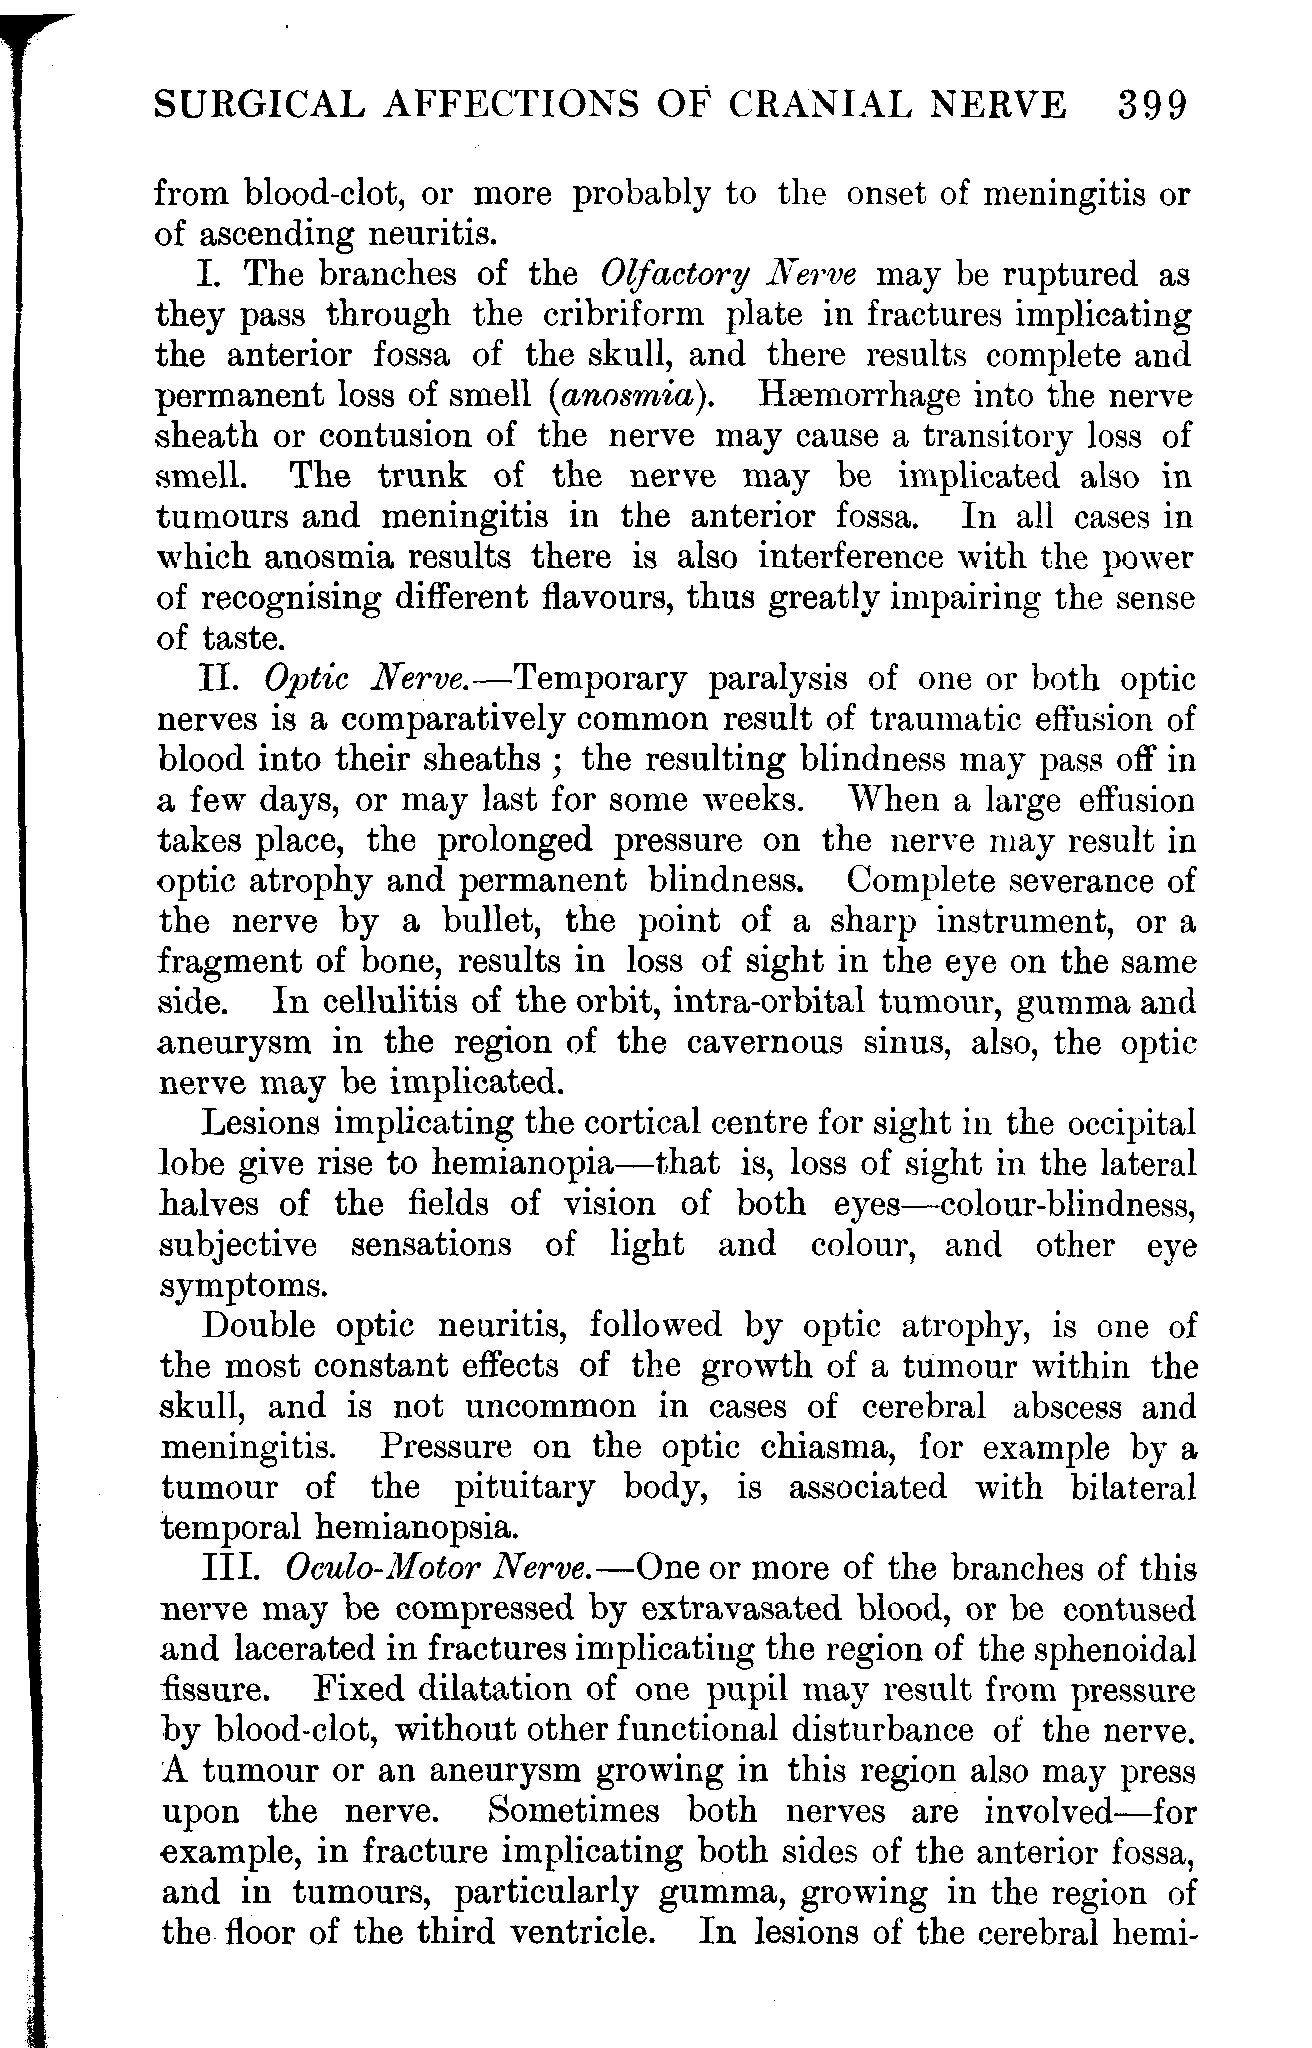 SURGICAL AFFECTIONS OF CRANIAL NERVE 399
from blood-clot, or more probably to the onset of meningitis or
of ascending neuritis.
I. The branches of the Olfactory Nerve may be ruptured as
they pass through the cribriform plate in fractures implicating
the anterior fossa of the skull, and there results complete and
permanent loss of smell (anosmia). Hæmorrhage into the nerve
sheath or contusion of the nerve may cause a transitory loss of
smell. The trunk of the nerve may be implicated also in
tumours and meningitis in the anterior fossa. In all cases in
which anosmia results there is also interference with the power
of recognising different flavours, thus greatly impairing the sense
of taste.
II. Optic Nerve.—Temporary paralysis of one or both optic
nerves is a comparatively common result of traumatic effusion of
blood into their sheaths ; the resulting blindness may pass off in
a few days, or may last for some weeks. When a large effusion
takes place, the prolonged pressure on the nerve may result in
optic atrophy and permanent blindness. Complete severance of
the nerve by a bullet, the point of a sharp instrument, or a
fragment of bone, results in loss of sight in the eye on the same
side. In cellulitis of the orbit, intra-orbital tumour, gumma and
aneurysm in the region of the cavernous sinus, also, the optic
nerve may be implicated.
Lesions implicating the cortical centre for sight in the occipital
lobe give rise to hemianopia—that is, loss of sight in the lateral
halves of the fields of vision of both eyes—colour-blindness,
subjective sensations of light and colour, and other eye
symptoms.
Double optic neuritis, followed by optic atrophy, is one of
the most constant effects of the growth of a tumour within the
skull, and is not uncommon in cases of cerebral abscess and
meningitis. Pressure on the optic chiasma, for example by a
tumour of the pituitary body, is associated with bilateral
temporal hemianopsia.
III. Oculo-Motor Nerve.—One or more of the branches of this
nerve may be compressed by extravasated blood, or be contused
and lacerated in fractures implicating the region of the sphenoidal
fissure. Fixed dilatation of one pupil may result from pressure
by blood-clot, without other functional disturbance of the nerve.
A tumour or an aneurysm growing in this region also may press
upon the nerve. Sometimes both nerves are involved—for
example, in fracture implicating both sides of the anterior fossa,
and in tumours, particularly gumma, growing in the region of
the floor of the third ventricle. In lesions of the cerebral hemi-